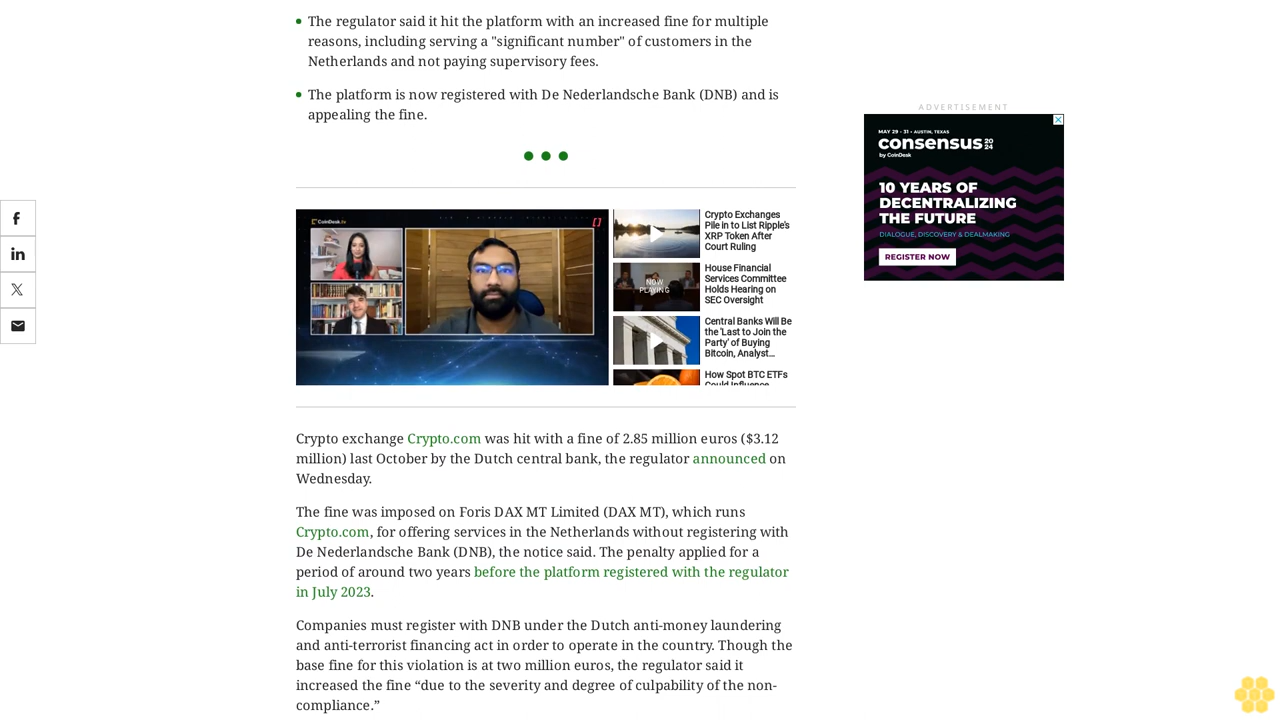 The regulator said it hit the platform with an increased fine for multiple
reasons, including serving a "significant number" of customers in the
Netherlands and not paying supervisory fees.
The platform is now registered with De Nederlandsche Bank (DNB) and is
appealing the fine.
ADVERTISEMENT
MAY 29 - 31 • AUSTIN, TEXAS
consensus 20
24
by CoinDesk
10 YEARS OF
DECENTRALIZING
THE FUTURE
DIALOGUE, DISCOVERY & DEALMAKING
REGISTER NOW
CoinDesk
Crypto Exchanges
Pile in to List Ripple's
XRP Token After
Court Ruling
NOW
PLAYING
House Financial
Services Committee
Holds Hearing on
SEC Oversight
Central Banks Will Be
the 'Last to Join the
Party' of Buying
Bitcoin, Analyst...
How Spot BTC ETFs
Could Influence
Crypto exchange Crypto.com was hit with a fine of 2.85 million euros ($3.12
million) last October by the Dutch central bank, the regulator announced on
Wednesday.
The fine was imposed on Foris DAX MT Limited (DAX MT), which runs
Crypto.com, for offering services in the Netherlands without registering with
De Nederlandsche Bank (DNB), the notice said. The penalty applied for a
period of around two years before the platform registered with the regulator
in July 2023.
Companies must register with DNB under the Dutch anti-money laundering
and anti-terrorist financing act in order to operate in the country. Though the
base fine for this violation is at two million euros, the regulator said it
increased the fine “due to the severity and degree of culpability of the non-
compliance.”